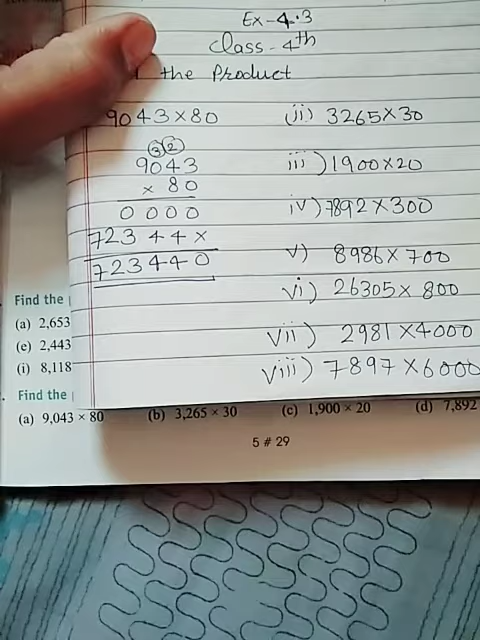 Ex-4.3
Class-4th
the Product
9043×80
ii) 3265×30
③②
9043
× 80
0000
72344×
723440
iii) 1900×20
iv) 7892×300
v) 8986×700
vi) 26305×800
vii) 2981×4000
viii) 7897×6000
Find the
(a) 2,653
(e) 2,443
(i) 8,118
Find the
(a) 9,043 × 80 (b) 3,265 × 30 (c) 1,900 × 20 (d) 7,892
5 # 29